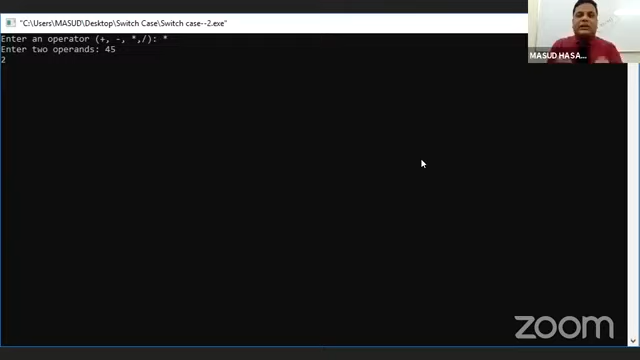 "C:\Users\MASUD\Desktop\Switch Case\Switch case--2.exe"
Enter an operator (+, -, *,/): *
Enter two operands: 45
2
MASUD HASA...
zoom